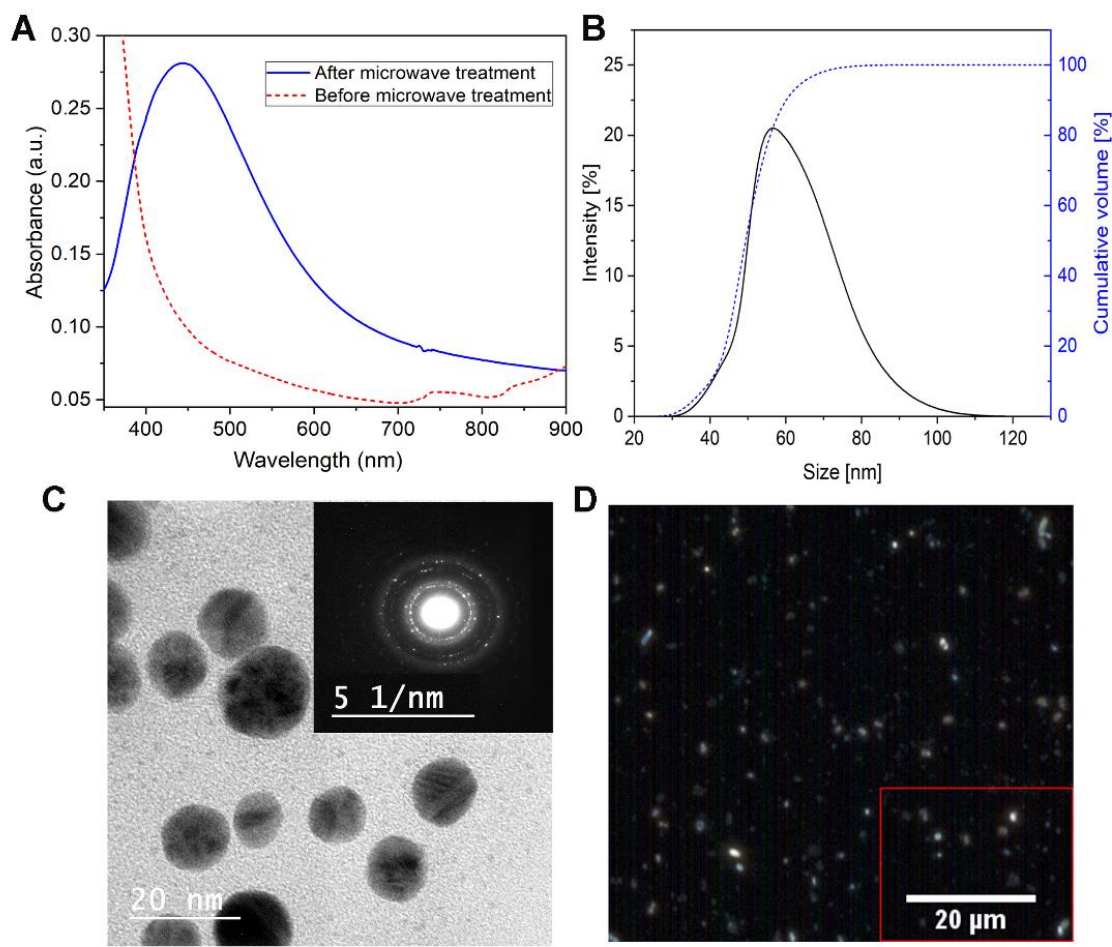 A
0.30
0.25
0.20
0.15
0.10
0.05
Absorbance (a.u.)
After microwave treatment
Before microwave treatment
400 500 600 700 800 900
Wavelength (nm)
B
25
20
15
10
5
0
Intensity [%]
100
80
60
40
20
0
Cumulative volume [%]
20 40 60 80 100 120
Size [nm]
C
5 1/nm
20 nm
D
20 µm